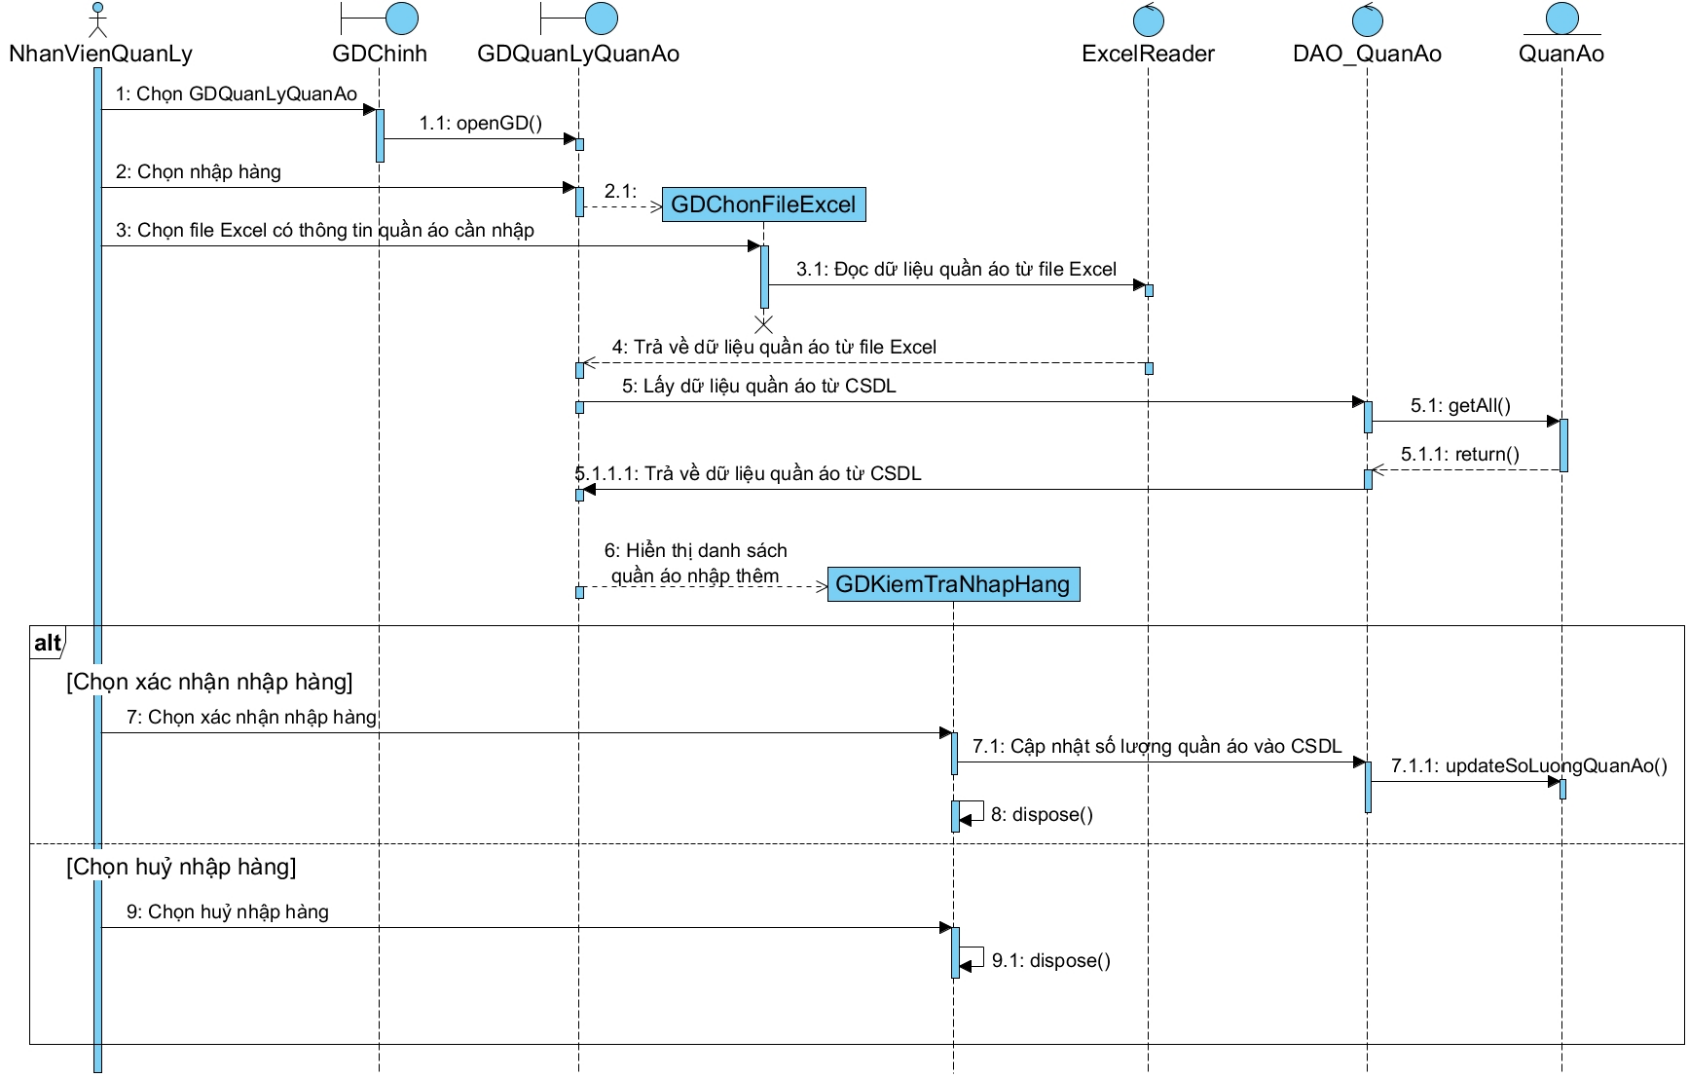 NhanVienQuanLy
GDChinh
GDQuanLyQuanAo
ExcelReader
DAO_QuanAo
QuanAo
1: Chọn GDQuanLyQuanAo
1.1: openGD()
2: Chọn nhập hàng
2.1:
GDChonFileExcel
3: Chọn file Excel có thông tin quần áo cần nhập
3.1: Đọc dữ liệu quần áo từ file Excel
4: Trả về dữ liệu quần áo từ file Excel
5: Lấy dữ liệu quần áo từ CSDL
5.1: getAll()
5.1.1: return()
5.1.1.1: Trả về dữ liệu quần áo từ CSDL
6: Hiển thị danh sách
quần áo nhập thêm
GDKiemTraNhapHang
alt
[Chọn xác nhận nhập hàng]
7: Chọn xác nhận nhập hàng
7.1: Cập nhật số lượng quần áo vào CSDL
7.1.1: updateSoLuongQuanAo()
8: dispose()
[Chọn huỷ nhập hàng]
9: Chọn huỷ nhập hàng
9.1: dispose()